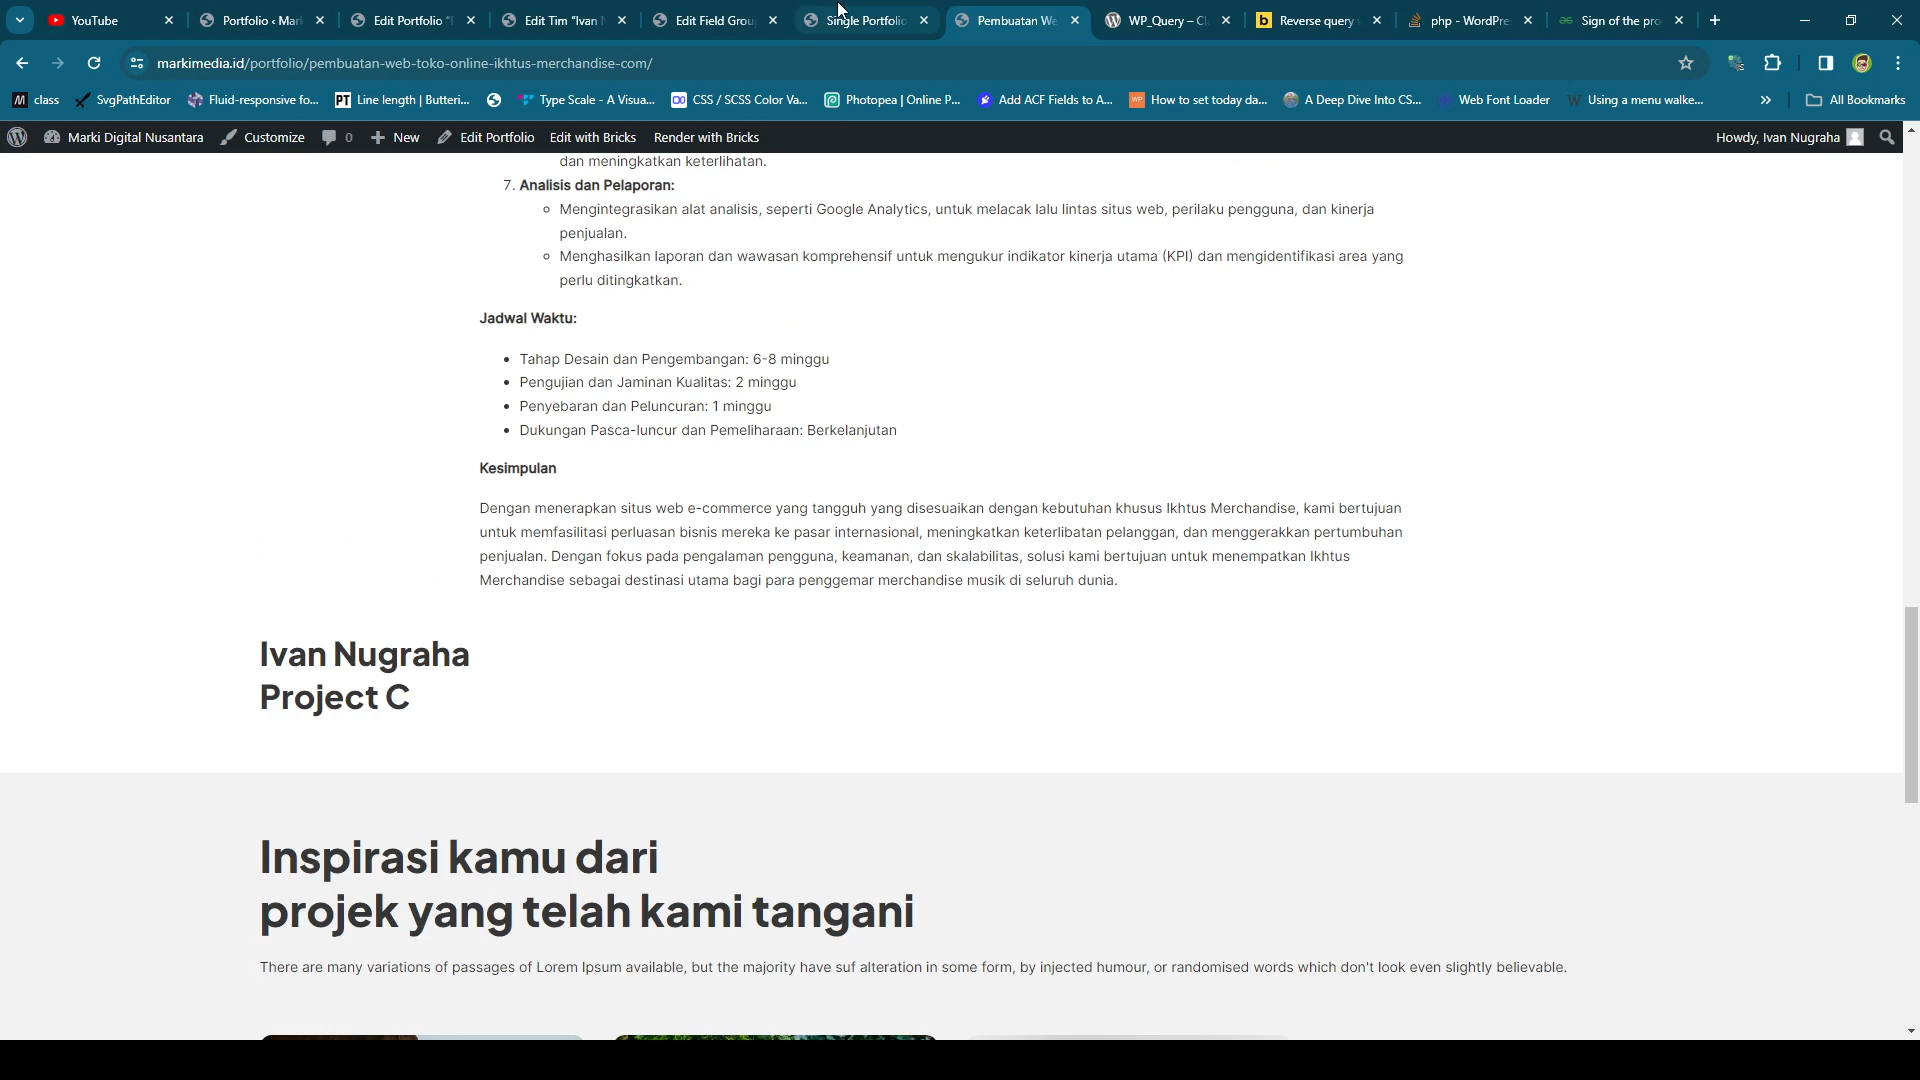 YouTube
Portfolio ‹ Mar
Edit Portfolio "
Edit Tim "Ivan
Edit Field Grou
Single Portfolio
Pembuatan We
WP_Query – Cl
Reverse query
php - WordPre
Sign of the pro
markimedia.id/portfolio/pembuatan-web-toko-online-ikhtus-merchandise-com/
class
SvgPathEditor
Fluid-responsive fo...
Line length | Butteri...
Type Scale - A Visua...
CSS / SCSS Color Va...
Photopea | Online P...
Add ACF Fields to A...
How to set today da...
A Deep Dive Into CS...
Web Font Loader
Using a menu walke...
All Bookmarks
Marki Digital Nusantara
Customize
0
New
Edit Portfolio
Edit with Bricks
Render with Bricks
Howdy, Ivan Nugraha
dan meningkatkan keterlihatan.
7. Analisis dan Pelaporan:
Mengintegrasikan alat analisis, seperti Google Analytics, untuk melacak lalu lintas situs web, perilaku pengguna, dan kinerja
penjualan.
Menghasilkan laporan dan wawasan komprehensif untuk mengukur indikator kinerja utama (KPI) dan mengidentifikasi area yang
perlu ditingkatkan.
Jadwal Waktu:
Tahap Desain dan Pengembangan: 6-8 minggu
Pengujian dan Jaminan Kualitas: 2 minggu
Penyebaran dan Peluncuran: 1 minggu
Dukungan Pasca-luncur dan Pemeliharaan: Berkelanjutan
Kesimpulan
Dengan menerapkan situs web e-commerce yang tangguh yang disesuaikan dengan kebutuhan khusus Ikhtus Merchandise, kami bertujuan
untuk memfasilitasi perluasan bisnis mereka ke pasar internasional, meningkatkan keterlibatan pelanggan, dan menggerakkan pertumbuhan
penjualan. Dengan fokus pada pengalaman pengguna, keamanan, dan skalabilitas, solusi kami bertujuan untuk menempatkan Ikhtus
Merchandise sebagai destinasi utama bagi para penggemar merchandise musik di seluruh dunia.
Ivan Nugraha
Project C
Inspirasi kamu dari
projek yang telah kami tangani
There are many variations of passages of Lorem Ipsum available, but the majority have suf alteration in some form, by injected humour, or randomised words which don't look even slightly believable.